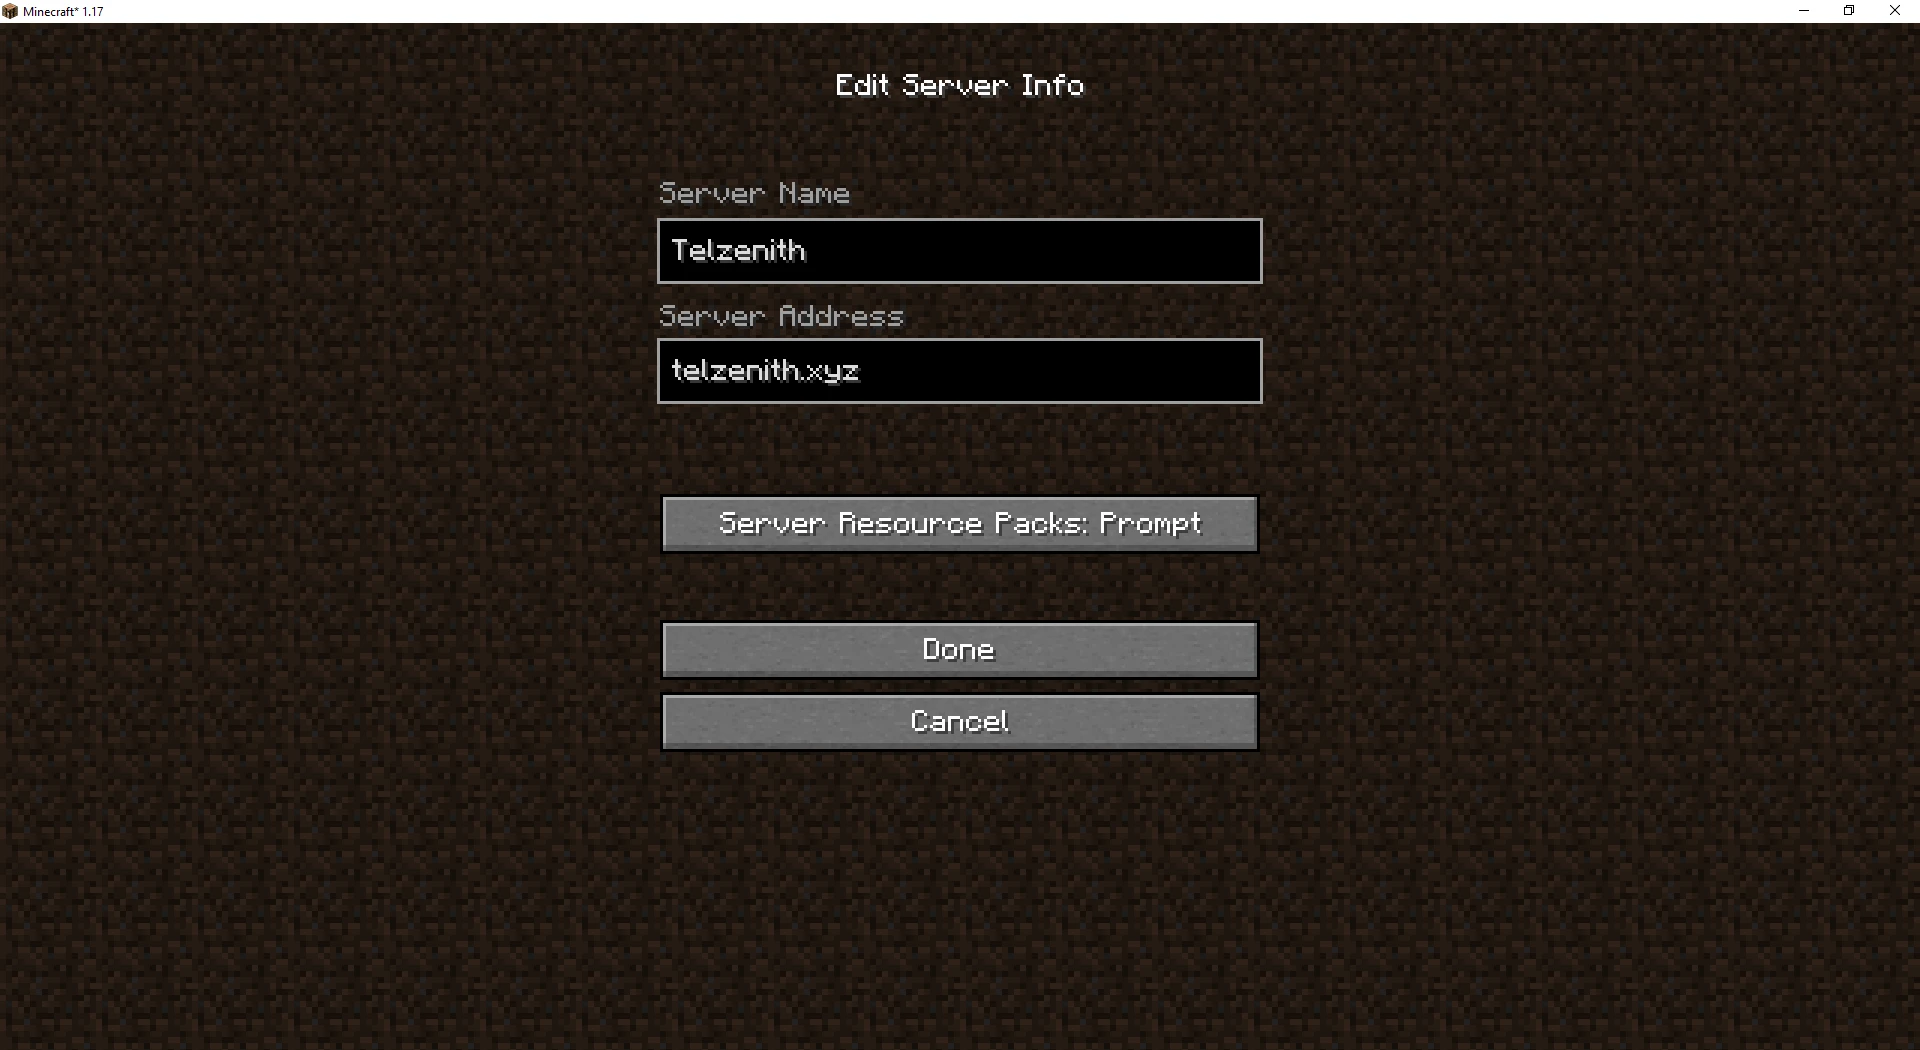 Minecraft* 1.17
Edit Server Info
Server Name
Telzenith
Server Address
telzenith.xyz
Server Resource Packs: Prompt
Done
Cancel